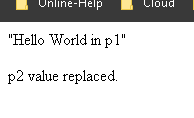 Online-Help Cloud
"Hello World in p1"
p2 value replaced.